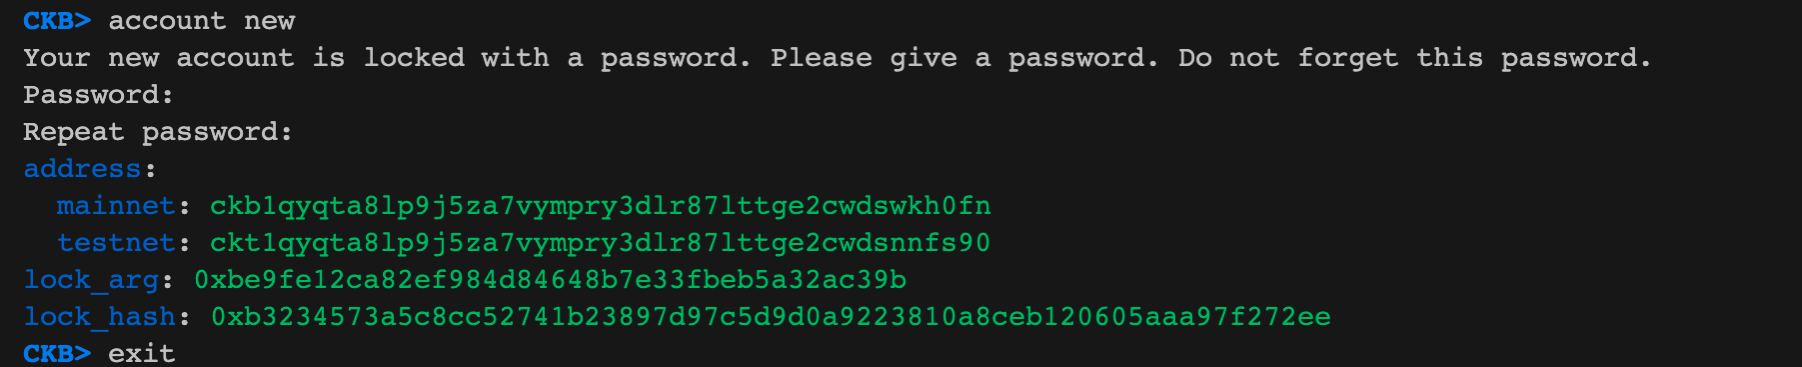 CKB> account new
Your new account is locked with a password. Please give a password. Do not forget this password.
Password:
Repeat password:
address:
  mainnet: ckb1qyqta8lp9j5za7vympry3dlr87lttge2cwdswkh0fn
  testnet: ckt1qyqta8lp9j5za7vympry3dlr87lttge2cwdsnnfs90
lock_arg: 0xbe9fe12ca82ef984d84648b7e33fbeb5a32ac39b
lock_hash: 0xb3234573a5c8cc52741b23897d97c5d9d0a9223810a8ceb120605aaa97f272ee
CKB> exit